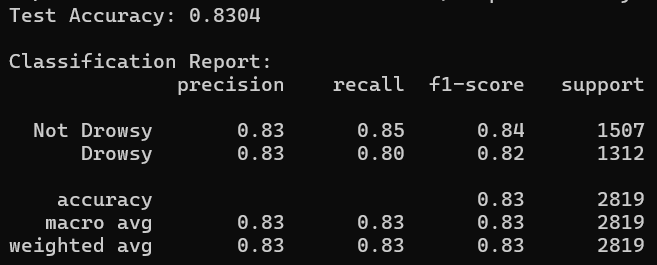 Test Accuracy: 0.8304
Classification Report:
precision recall f1-score support
Not Drowsy 0.83 0.85 0.84 1507
Drowsy 0.83 0.80 0.82 1312
accuracy 0.83 2819
macro avg 0.83 0.83 0.83 2819
weighted avg 0.83 0.83 0.83 2819